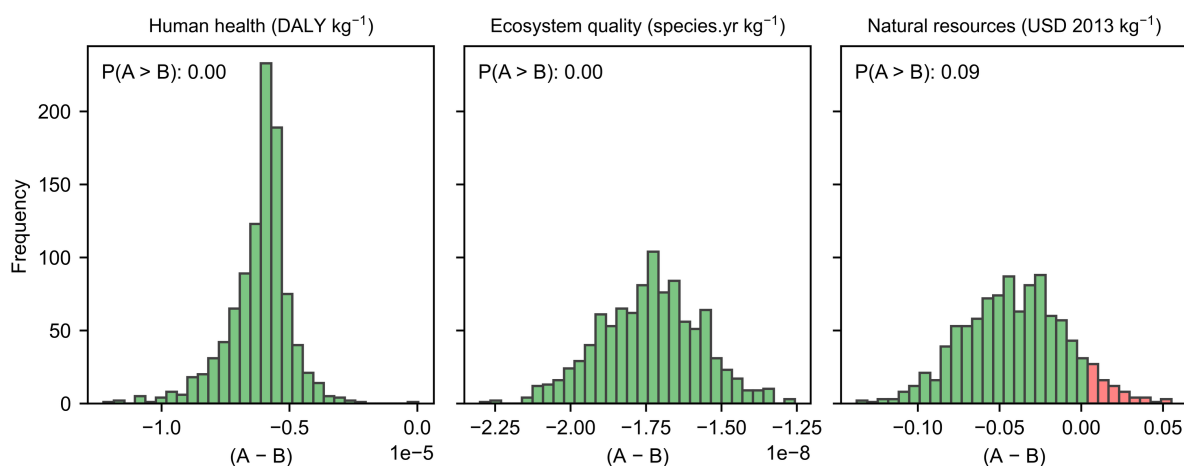 Human health (DALY kg⁻¹)
Ecosystem quality (species.yr kg⁻¹)
Natural resources (USD 2013 kg⁻¹)
P(A > B): 0.00
P(A > B): 0.00
P(A > B): 0.09
Frequency
200
150
100
50
0
−1.0 −0.5 0.0
−2.25 −2.00 −1.75 −1.50 −1.25
−0.10 −0.05 0.00 0.05
(A − B)
1e−5
(A − B)
1e−8
(A − B)